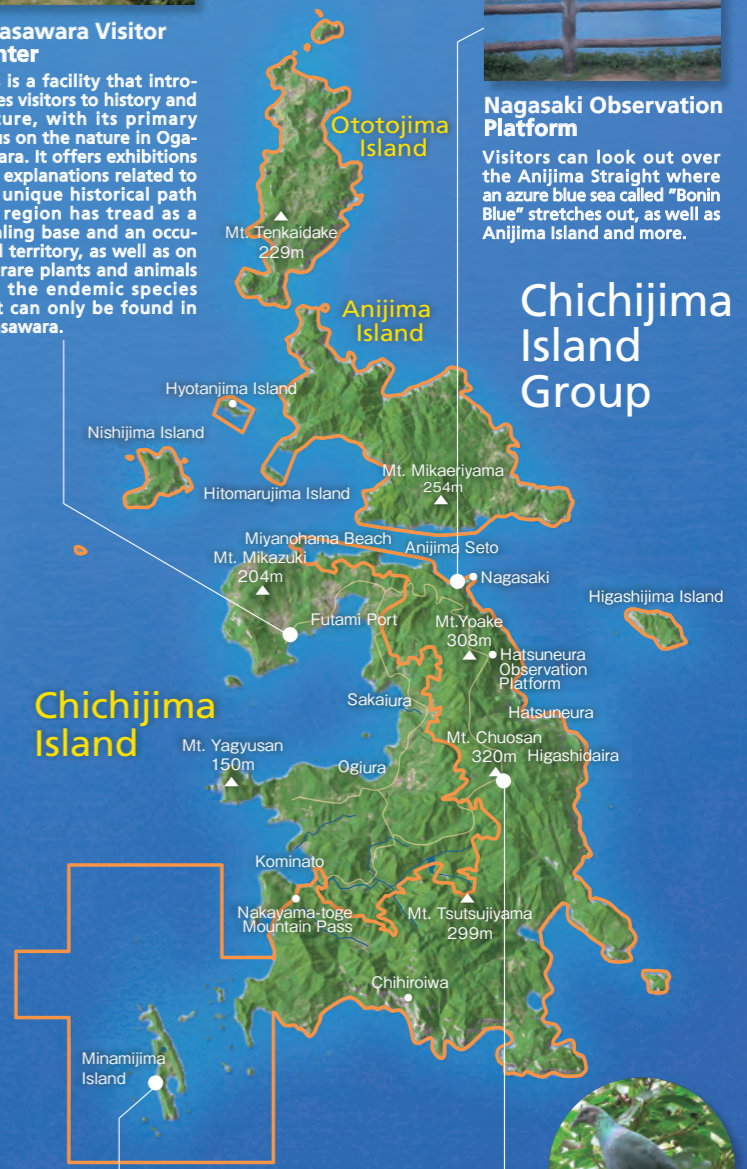 asawara Visitor
nter
s is a facility that intro-
es visitors to history and
ture, with its primary
us on the nature in Oga-
ara. It offers exhibitions
explanations related to
unique historical path
region has tread as a
ling base and an occu-
territory, as well as on
rare plants and animals
the endemic species
t can only be found in
asawara.
Nagasaki Observation
Platform
Visitors can look out over
the Anijima Straight where
an azure blue sea called "Bonin
Blue" stretches out, as well as
Anijima Island and more.
Chichijima
Island
Group
Ototojima
Island
Mt. Tenkaidake
229m
Anijima
Island
Hyotanjima Island
Nishijima Island
Hitomarujima Island
Mt. Mikaeriyama
254m
Miyanohama Beach
Anijima Seto
Mt. Mikazuki
204m
Nagasaki
Higashijima Island
Futami Port
Mt.Yoake
308m
Hatsuneura
Observation
Platform
Chichijima
Island
Sakaiura
Hatsuneura
Mt. Yagyusan
150m
Ogiura
Mt. Chuosan
320m
Higashidaira
Kominato
Nakayama-toge
Mountain Pass
Mt. Tsutsujiyama
299m
Chihiroiwa
Minamijima
Island